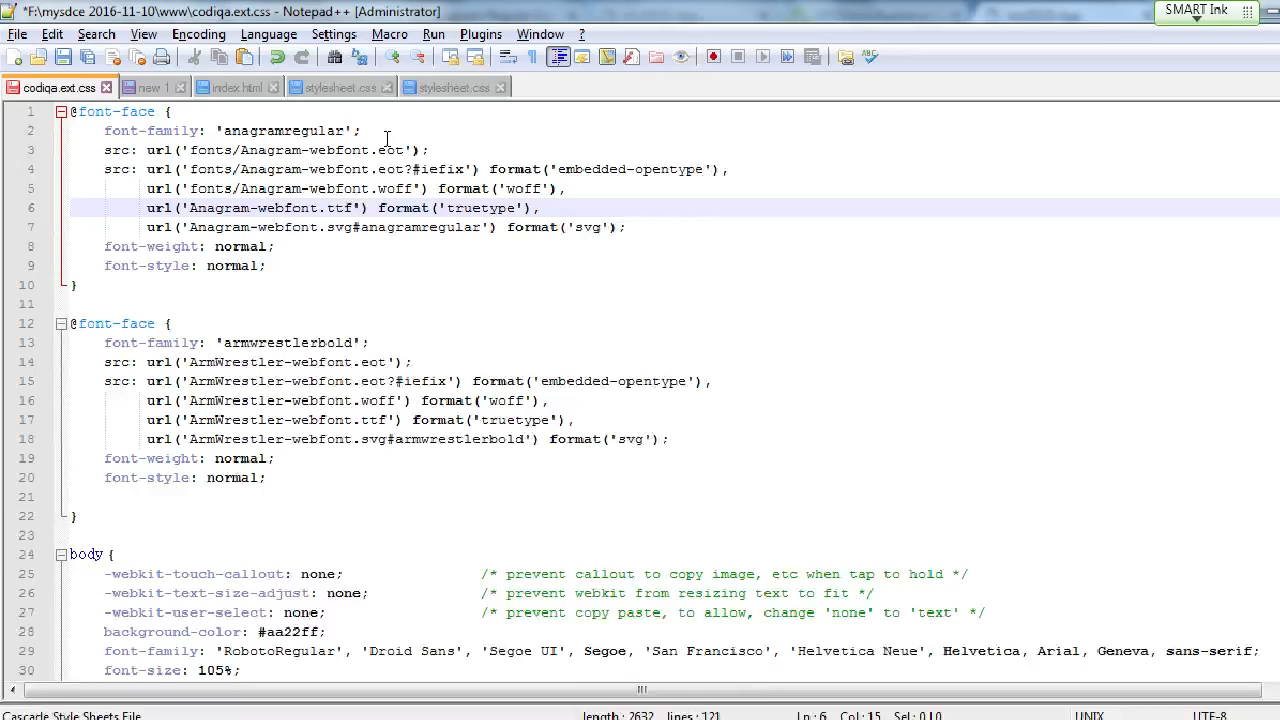 *F:\mysdce 2016-11-10\www\codiqa.ext.css - Notepad++ [Administrator]
SMART Ink
File Edit Search View Encoding Language Settings Macro Run Plugins Window ?
codiqa.ext.css new 1 index.html stylesheet.css stylesheet.css
1 @font-face {
2 font-family: 'anagramregular';
3 src: url('fonts/Anagram-webfont.eot');
4 src: url('fonts/Anagram-webfont.eot?#iefix') format('embedded-opentype'),
5 url('fonts/Anagram-webfont.woff') format('woff'),
6 url('Anagram-webfont.ttf') format('truetype'),
7 url('Anagram-webfont.svg#anagramregular') format('svg');
8 font-weight: normal;
9 font-style: normal;
10 }
11
12 @font-face {
13 font-family: 'armwrestlerbold';
14 src: url('ArmWrestler-webfont.eot');
15 src: url('ArmWrestler-webfont.eot?#iefix') format('embedded-opentype'),
16 url('ArmWrestler-webfont.woff') format('woff'),
17 url('ArmWrestler-webfont.ttf') format('truetype'),
18 url('ArmWrestler-webfont.svg#armwrestlerbold') format('svg');
19 font-weight: normal;
20 font-style: normal;
21
22 }
23
24 body {
25 -webkit-touch-callout: none; /* prevent callout to copy image, etc when tap to hold */
26 -webkit-text-size-adjust: none; /* prevent webkit from resizing text to fit */
27 -webkit-user-select: none; /* prevent copy paste, to allow, change 'none' to 'text' */
28 background-color: #aa22ff;
29 font-family: 'RobotoRegular', 'Droid Sans', 'Segoe UI', Segoe, 'San Francisco', 'Helvetica Neue', Helvetica, Arial, Geneva, sans-serif;
30 font-size: 105%;
Cascade Style Sheets File length : 2632 lines : 121 Ln : 6 Col : 15 Sel : 0 | 0 UNIX UTF-8